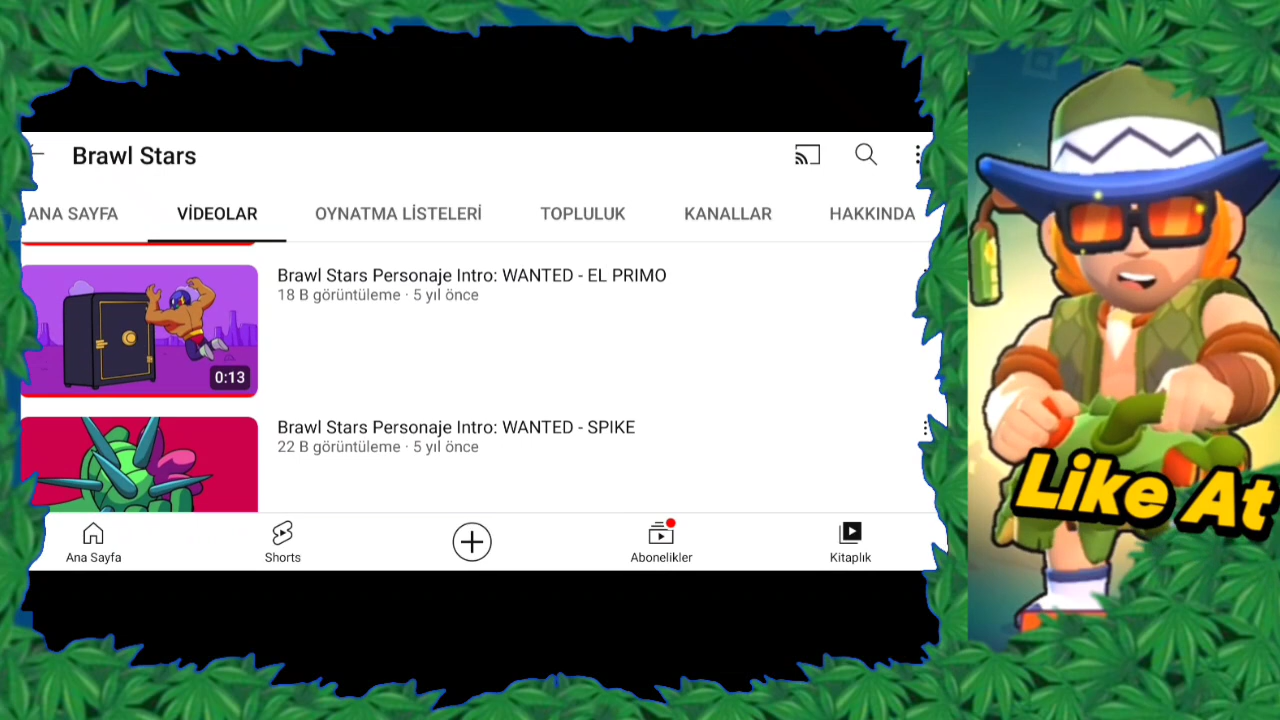 Brawl Stars
ANA SAYFA VİDEOLAR OYNATMA LİSTELERİ TOPLULUK KANALLAR HAKKINDA
Brawl Stars Personaje Intro: WANTED - EL PRIMO
18 B görüntüleme · 5 yıl önce
0:13
Brawl Stars Personaje Intro: WANTED - SPIKE
22 B görüntüleme · 5 yıl önce
Like At
Ana Sayfa Shorts Abonelikler Kitaplık